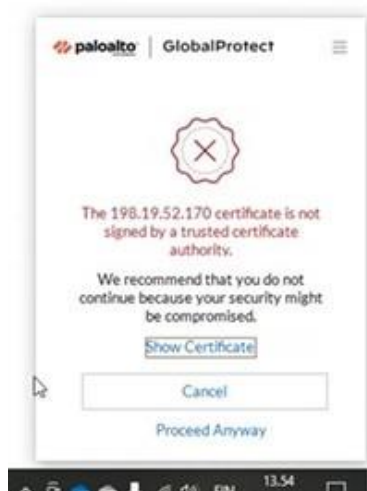 paloalto GlobalProtect
The 198.19.52.170 certificate is not
signed by a trusted certificate
authority.
We recommend that you do not
continue because your security might
be compromised.
Show Certificate
Cancel
Proceed Anyway
FIN 13.54